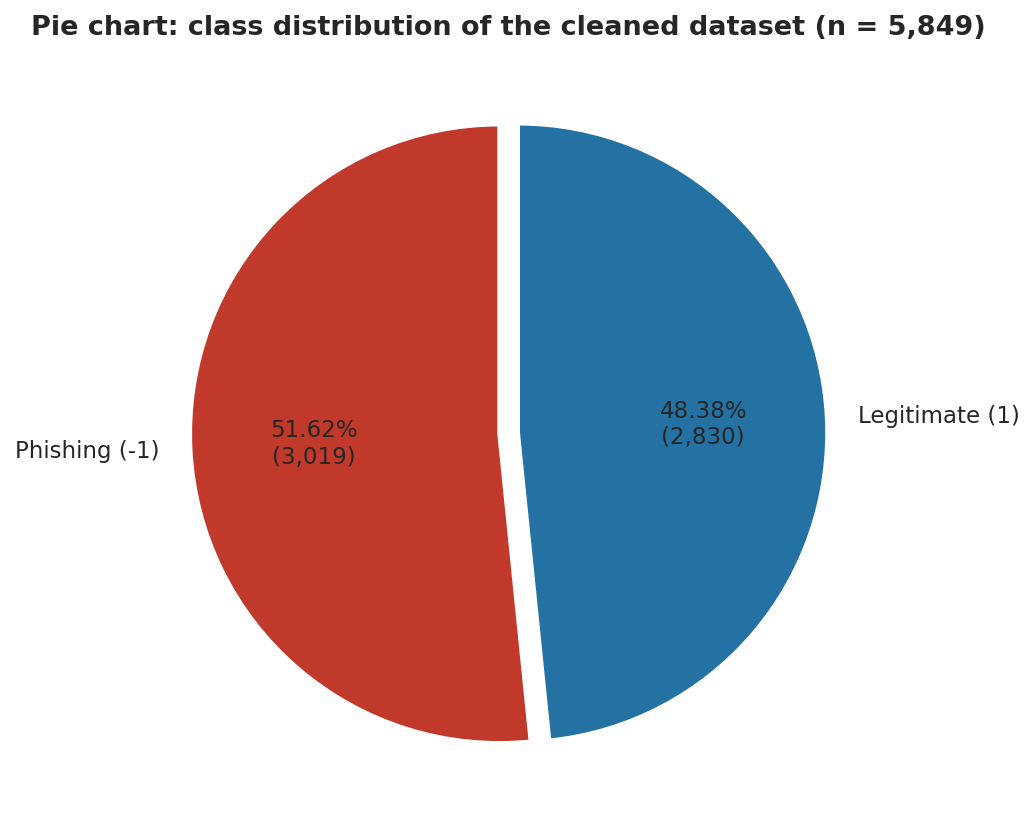 Pie chart: class distribution of the cleaned dataset (n = 5,849)
48.38%
(2,830)
Legitimate (1)
51.62%
(3,019)
Phishing (-1)